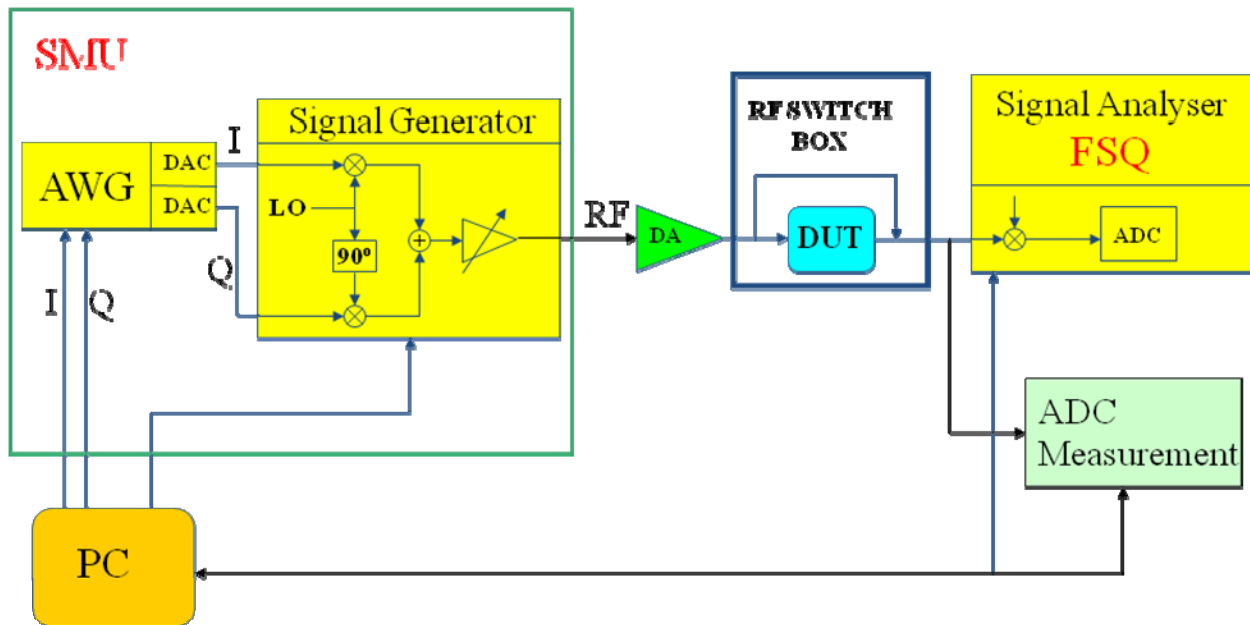 SMU
Signal Generator
I
DAC
AWG
DAC
LO
90º
Q
I
Q
RF
DA
RF SWITCH
BOX
DUT
Signal Analyser
FSQ
ADC
ADC
Measurement
PC